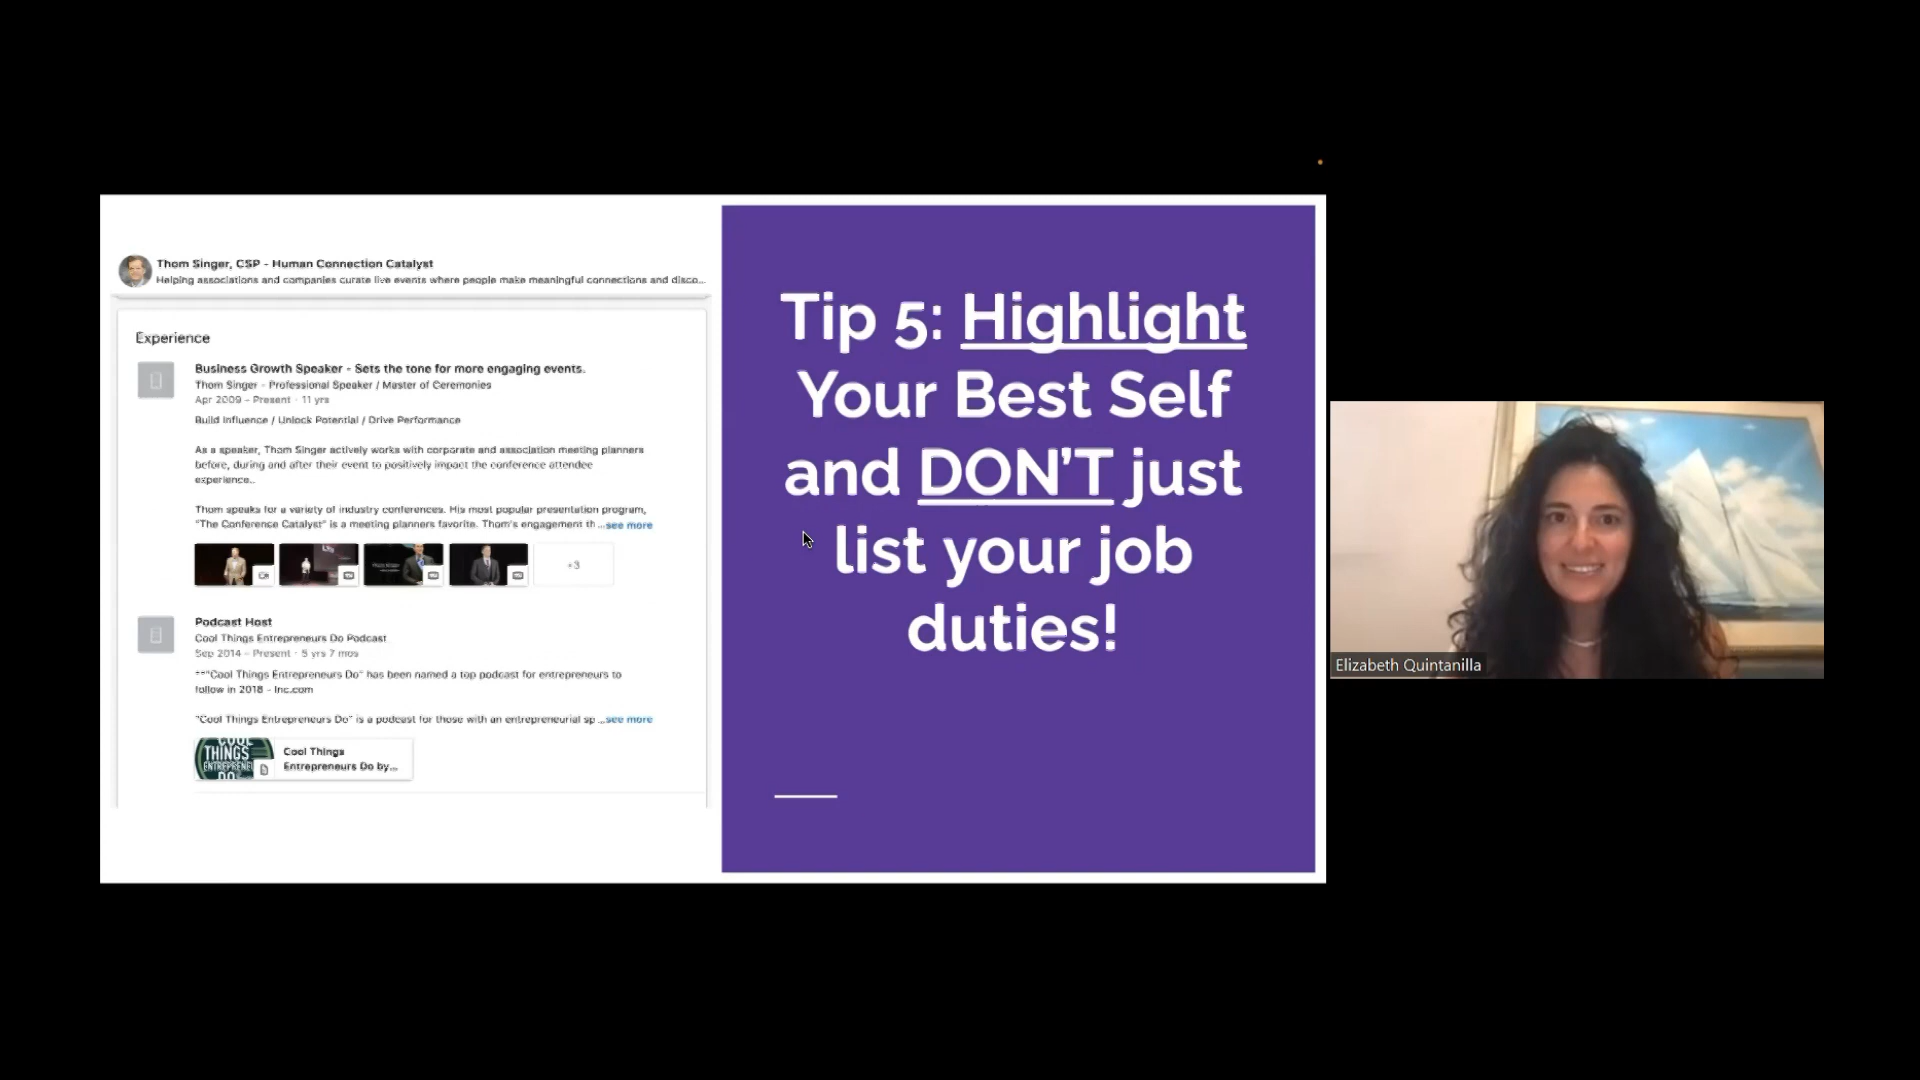 Thom Singer, CSP - Human Connection Catalyst
Helping associations and companies curate live events where people make meaningful connections and disco...
Experience
Business Growth Speaker - Sets the tone for more engaging events.
Thom Singer - Professional Speaker / Master of Ceremonies
Apr 2009 – Present · 11 yrs
Build Influence / Unlock Potential / Drive Performance
As a speaker, Thom Singer actively works with corporate and association meeting planners
before, during and after their event to positively impact the conference attendee
experience..
Thom speaks for a variety of industry conferences. His most popular presentation program,
"The Conference Catalyst" is a meeting planners favorite. Thom's engagement th ...see more
+3
Podcast Host
Cool Things Entrepreneurs Do Podcast
Sep 2014 – Present · 5 yrs 7 mos
**"Cool Things Entrepreneurs Do" has been named a top podcast for entrepreneurs to
follow in 2018 - Inc.com
"Cool Things Entrepreneurs Do" is a podcast for those with an entrepreneurial sp ...see more
COOL
THINGS
ENTREPRENEU
DO
Cool Things
Entrepreneurs Do by...
Tip 5: Highlight
Your Best Self
and DON'T just
list your job
duties!
Elizabeth Quintanilla